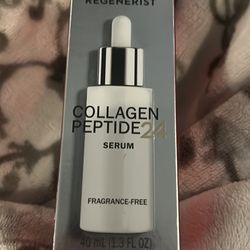 REGENERIST
COLLAGEN
PEPTIDE24
SERUM
FRAGRANCE-FREE
40 mL (1.3 FL OZ)